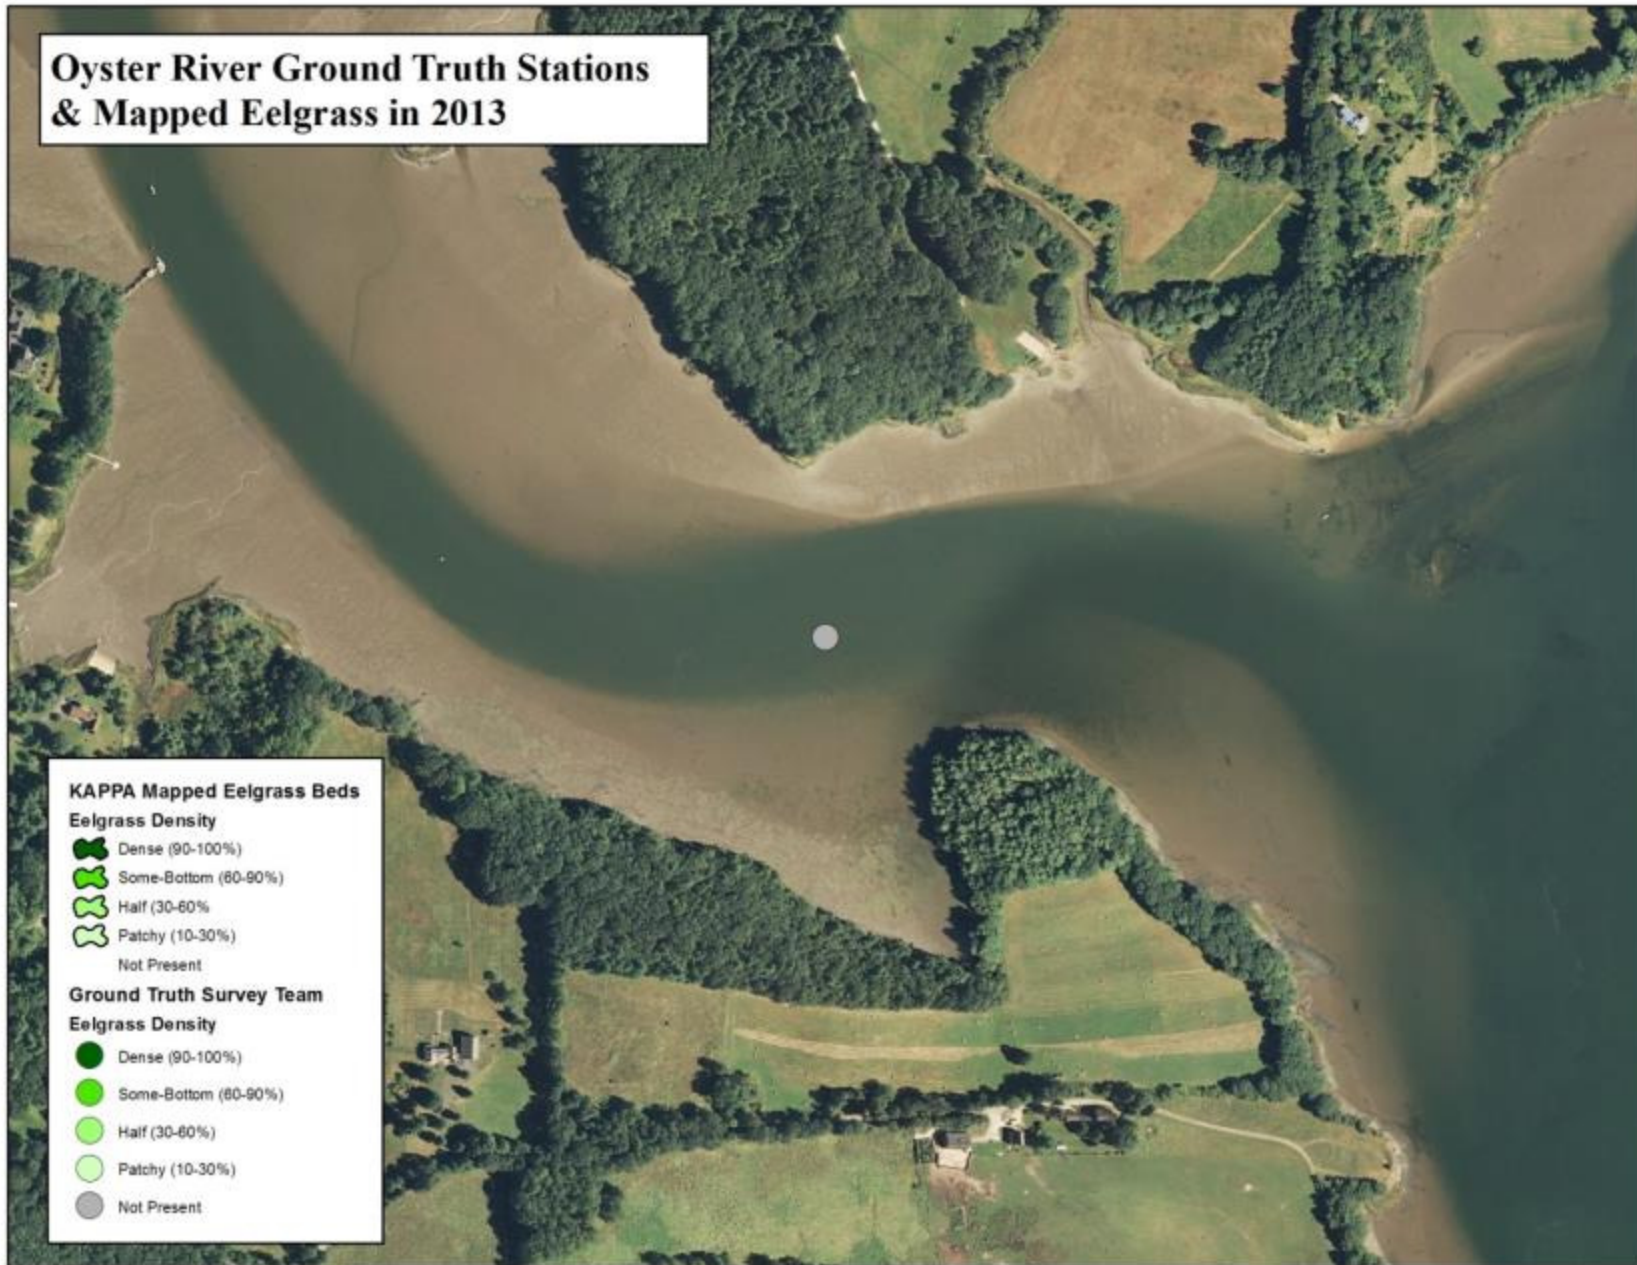 Oyster River Ground Truth Stations
& Mapped Eelgrass in 2013
KAPPA Mapped Eelgrass Beds
Eelgrass Density
Dense (90-100%)
Some-Bottom (60-90%)
Half (30-60%
Patchy (10-30%)
Not Present
Ground Truth Survey Team
Eelgrass Density
Dense (90-100%)
Some-Bottom (60-90%)
Half (30-60%)
Patchy (10-30%)
Not Present